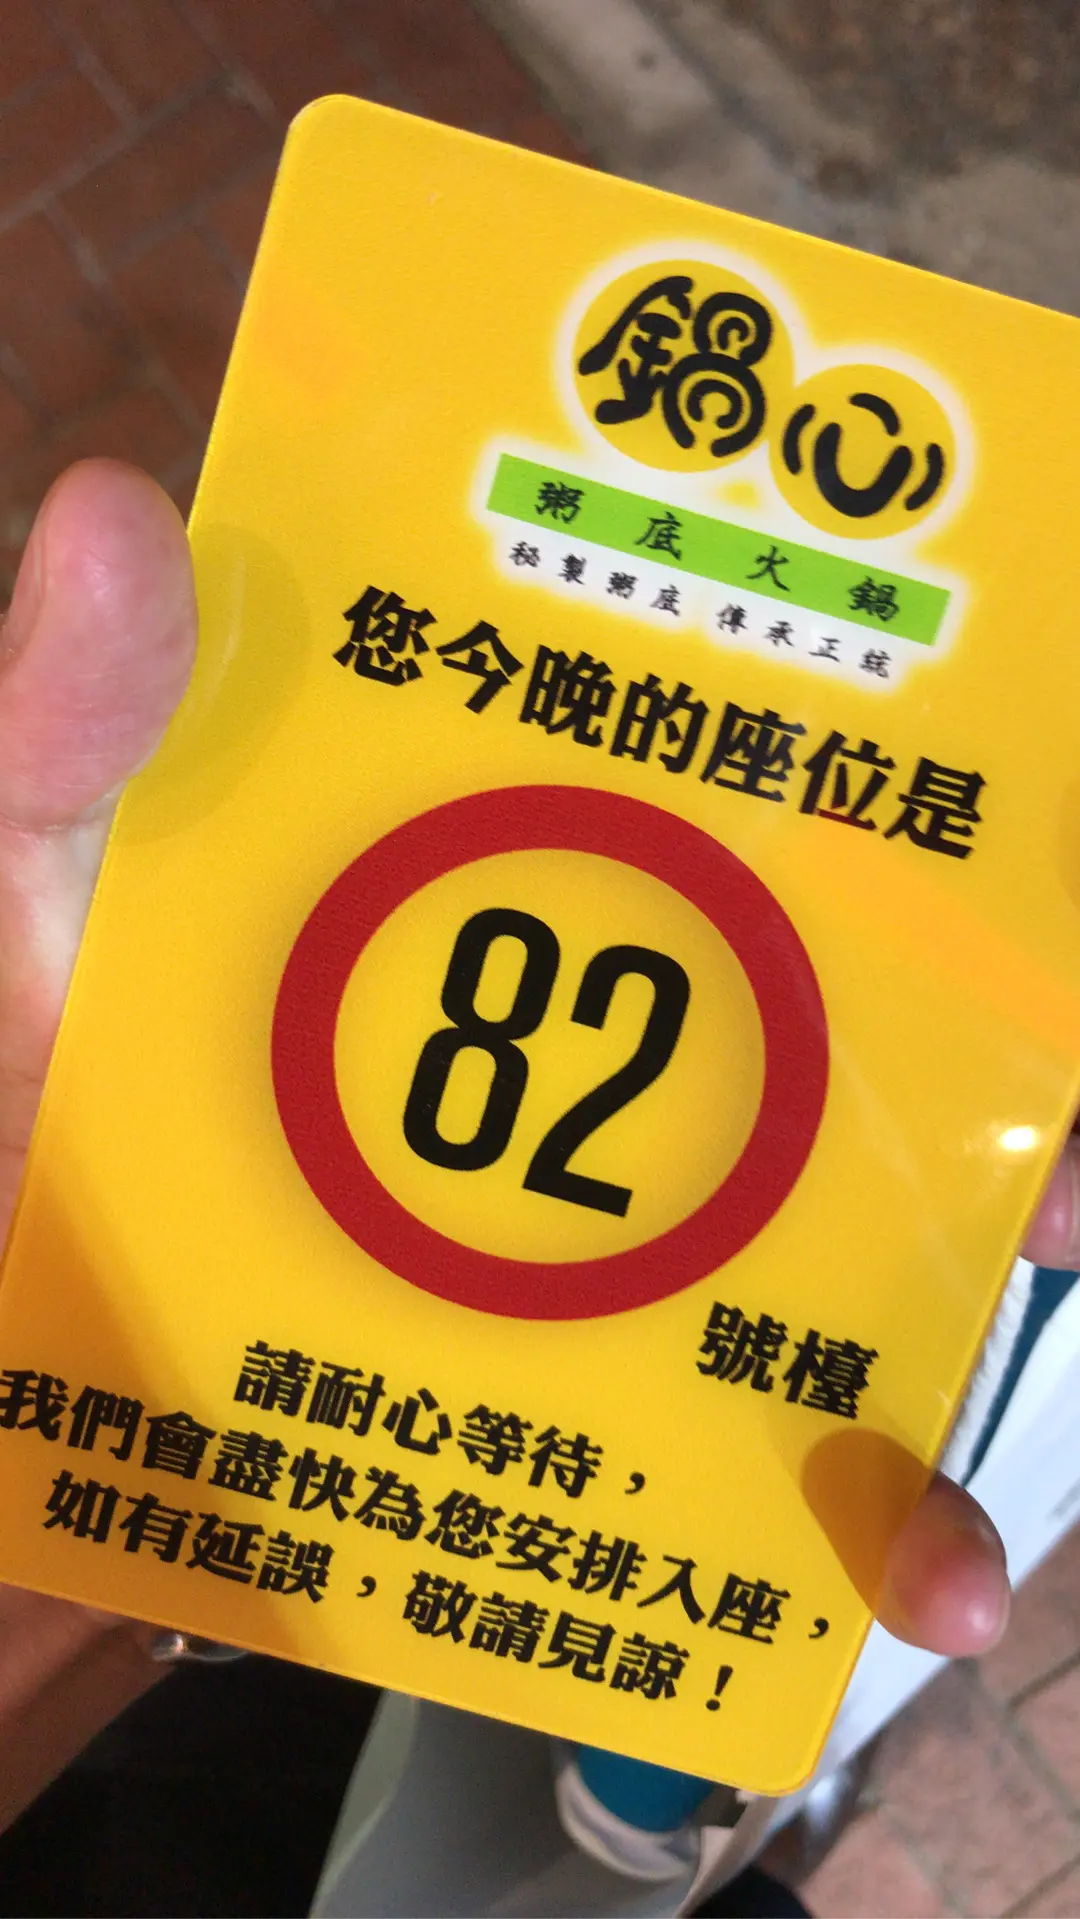 鍋心
粥底火鍋
秘製粥底 傳承正統
您今晚的座位是
82
號檯
請耐心等待，
我們會盡快為您安排入座，
如有延誤，敬請見諒！